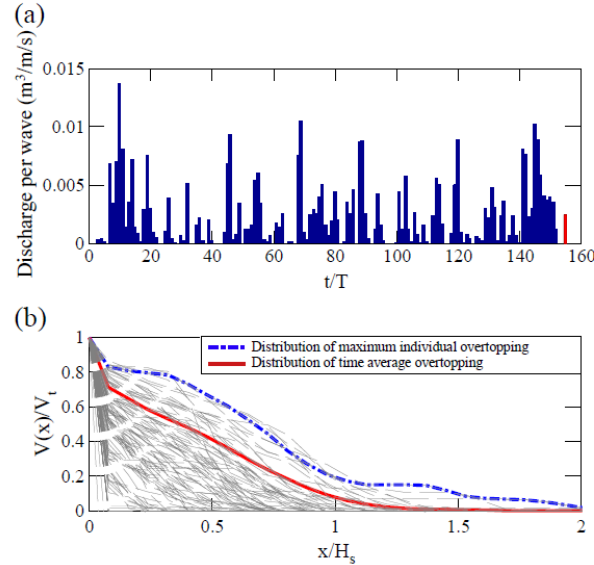 (a)
Discharge per wave (m³/m/s)
0.015
0.01
0.005
0
0 20 40 60 80 100 120 140 160
t/T
(b)
V(x)/V_t
1
0.8
0.6
0.4
0.2
0
Distribution of maximum individual overtopping
Distribution of time average overtopping
0 0.5 1 1.5 2
x/H_s